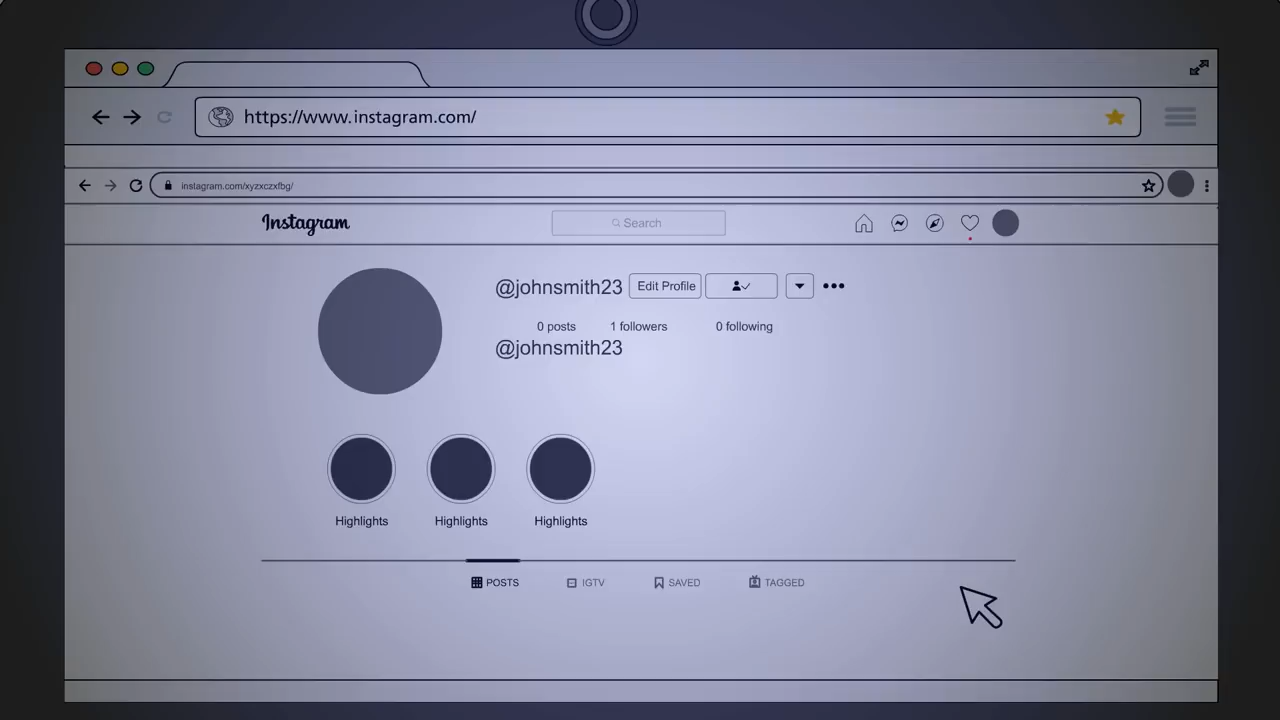 https://www.instagram.com/
instagram.com/xyzxczxfbg/
Instagram
Search
@johnsmith23 Edit Profile
0 posts 1 followers 0 following
@johnsmith23
Highlights Highlights Highlights
POSTS IGTV SAVED TAGGED